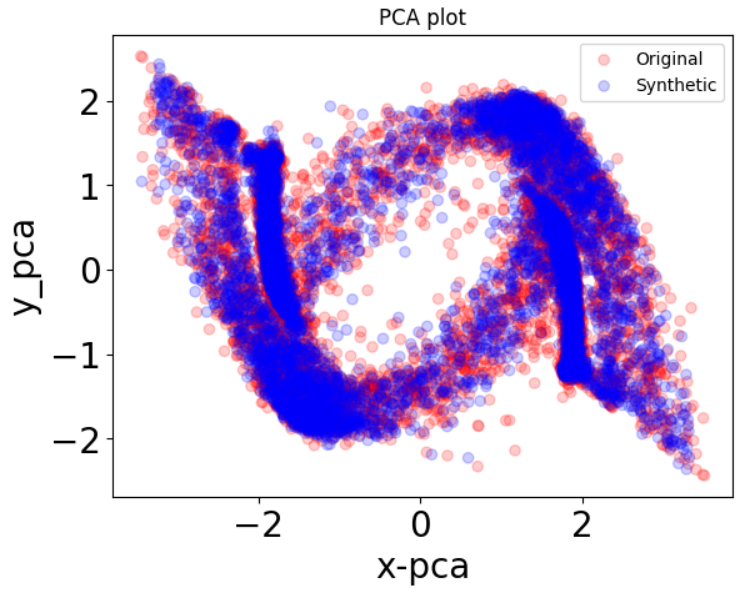 PCA plot
Original
Synthetic
2
1
0
−1
−2
y_pca
−2
0
2
x-pca